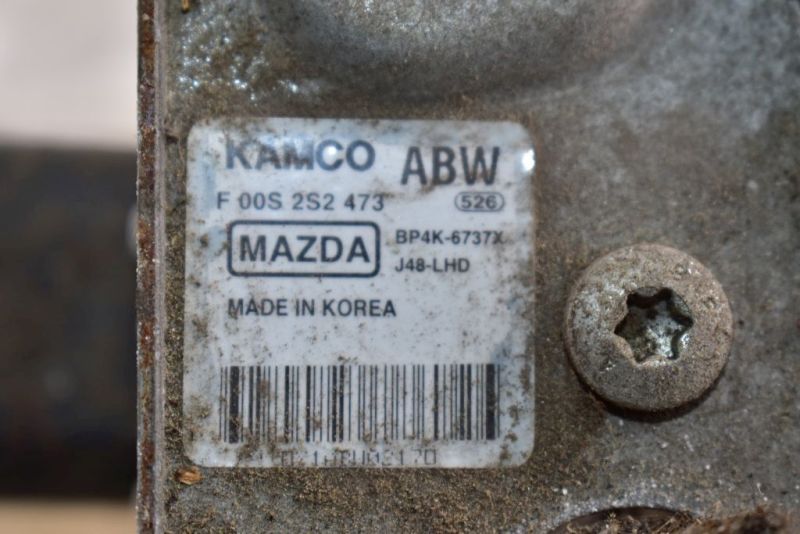 KAMCO ABW
F 00S 2S2 473 526
MAZDA BP4K-6737X
J48-LHD
MADE IN KOREA